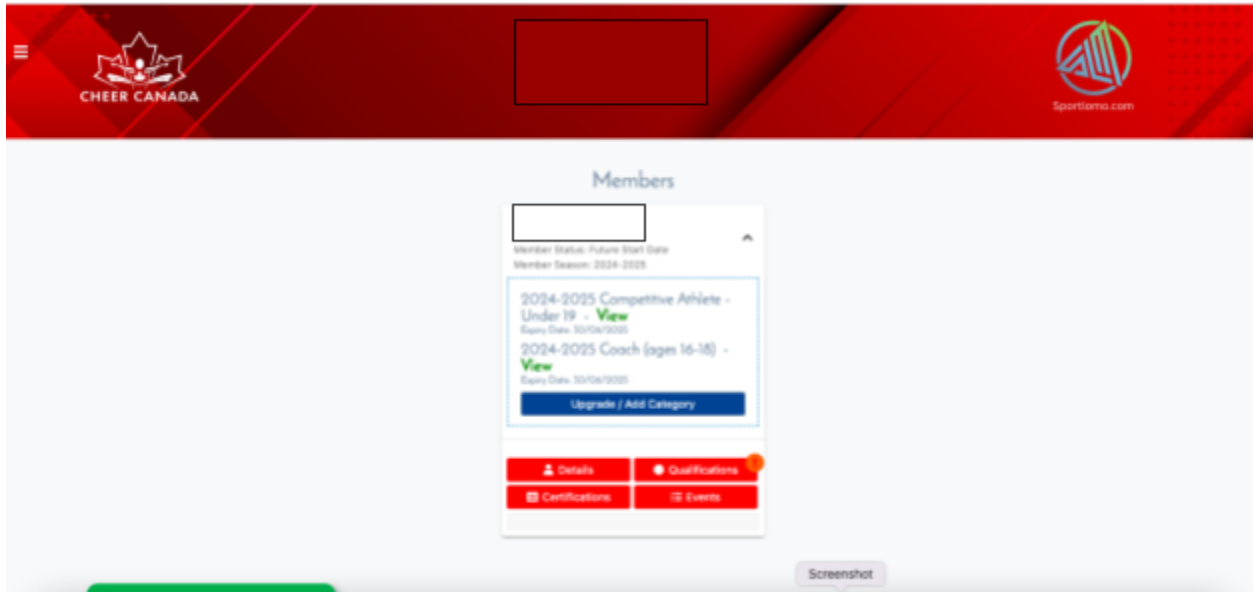 CHEER CANADA
Sportlomo.com
Members
Member Status: Future Start Date
Member Season: 2024-2025
2024-2025 Competitive Athlete -
Under 19 - View
Expiry Date: 30/06/2025
2024-2025 Coach (ages 16-18) -
View
Expiry Date: 30/06/2025
Upgrade / Add Category
Details
Qualifications
Certifications
Events
Screenshot